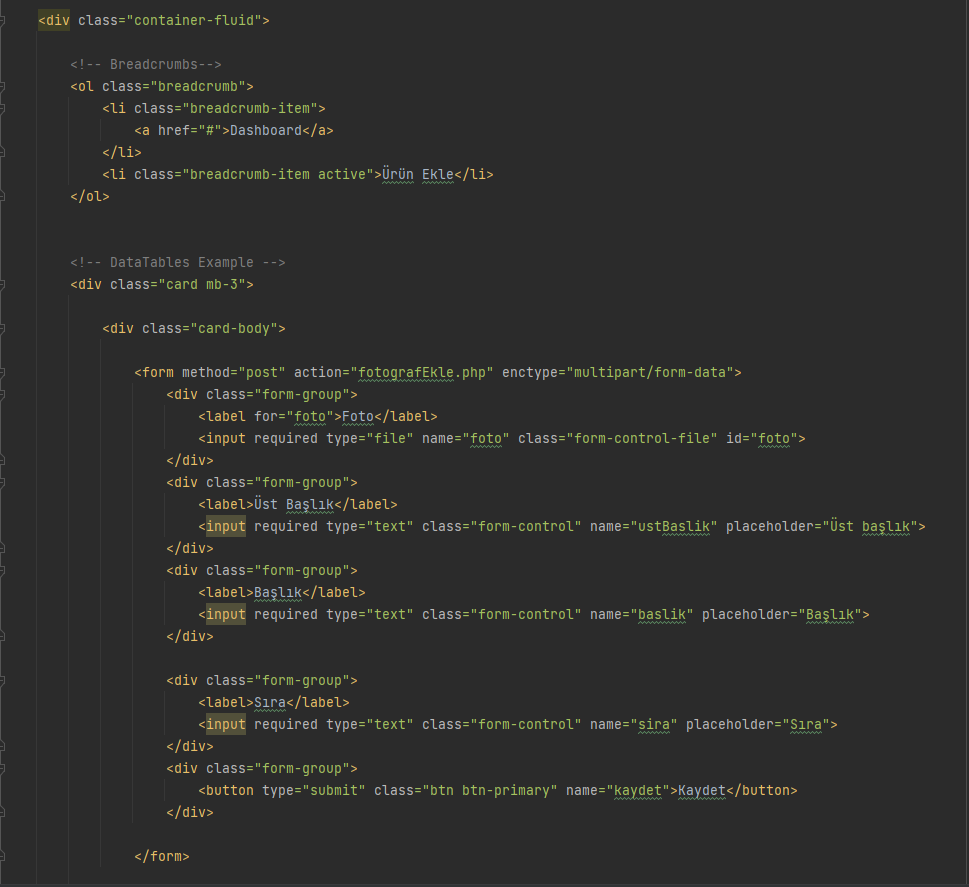 <div class="container-fluid">
<!-- Breadcrumbs-->
<ol class="breadcrumb">
<li class="breadcrumb-item">
<a href="#">Dashboard</a>
</li>
<li class="breadcrumb-item active">Ürün Ekle</li>
</ol>
<!-- DataTables Example -->
<div class="card mb-3">
<div class="card-body">
<form method="post" action="fotografEkle.php" enctype="multipart/form-data">
<div class="form-group">
<label for="foto">Foto</label>
<input required type="file" name="foto" class="form-control-file" id="foto">
</div>
<div class="form-group">
<label>Üst Başlık</label>
<input required type="text" class="form-control" name="ustBaslik" placeholder="Üst başlık">
</div>
<div class="form-group">
<label>Başlık</label>
<input required type="text" class="form-control" name="baslik" placeholder="Başlık">
</div>
<div class="form-group">
<label>Sıra</label>
<input required type="text" class="form-control" name="sira" placeholder="Sıra">
</div>
<div class="form-group">
<button type="submit" class="btn btn-primary" name="kaydet">Kaydet</button>
</div>
</form>